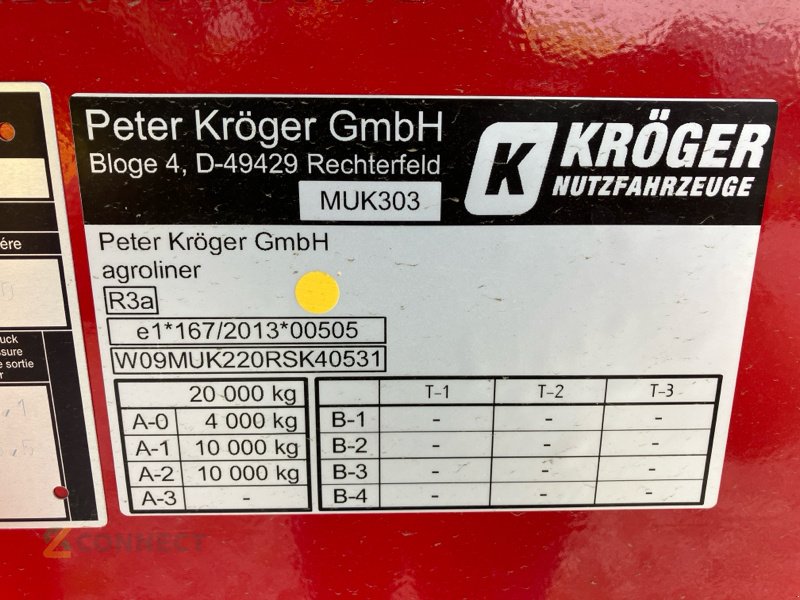 Peter Kröger GmbH
Bloge 4, D-49429 Rechterfeld
MUK303
K KRÖGER
NUTZFAHRZEUGE
Peter Kröger GmbH
agroliner
R3a
e1*167/2013*00505
W09MUK220RSK40531
20 000 kg
A-0 4 000 kg
A-1 10 000 kg
A-2 10 000 kg
A-3 -
T-1 T-2 T-3
B-1 - - -
B-2 - - -
B-3 - - -
B-4 - - -
CONNECT